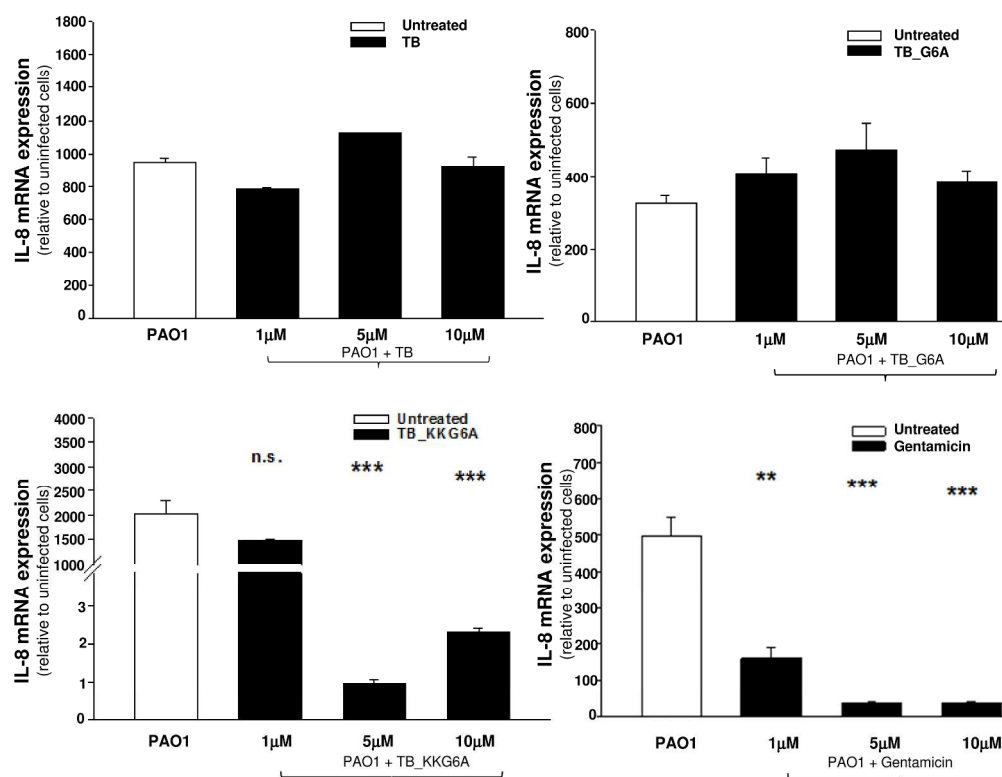 Untreated
TB
IL-8 mRNA expression
(relative to uninfected cells)
1800
1600
1400
1200
1000
800
600
400
200
0
PAO1 1µM 5µM 10µM
PAO1 + TB
Untreated
TB_G6A
IL-8 mRNA expression
(relative to uninfected cells)
800
600
400
200
0
PAO1 1µM 5µM 10µM
PAO1 + TB_G6A
Untreated
TB_KKG6A
IL-8 mRNA expression
(relative to uninfected cells)
4000
3500
3000
2500
2000
1500
1000
3
2
1
0
n.s. *** ***
PAO1 1µM 5µM 10µM
PAO1 + TB_KKG6A
Untreated
Gentamicin
IL-8 mRNA expression
(relative to uninfected cells)
800
700
600
500
400
300
200
100
0
** *** ***
PAO1 1µM 5µM 10µM
PAO1 + Gentamicin